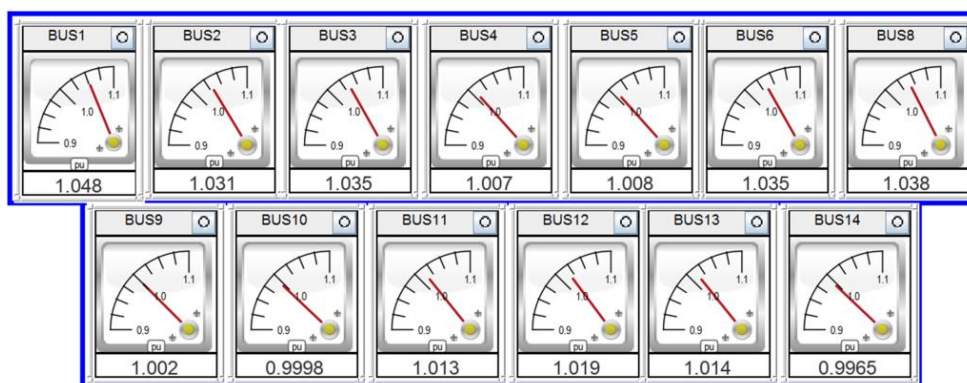 BUS1 O BUS2 O BUS3 O BUS4 O BUS5 O BUS6 O BUS8 O
1.1 1.1 1.1 1.1 1.1 1.1 1.1
1.0 1.0 1.0 1.0 1.0 1.0 1.0
0.9 0.9 0.9 0.9 0.9 0.9 0.9
pu pu pu pu pu pu pu
1.048 1.031 1.035 1.007 1.008 1.035 1.038
BUS9 O BUS10 O BUS11 O BUS12 O BUS13 O BUS14 O
1.1 1.1 1.1 1.1 1.1 1.1
1.0 1.0 1.0 1.0 1.0 1.0
0.9 0.9 0.9 0.9 0.9 0.9
pu pu pu pu pu pu
1.002 0.9998 1.013 1.019 1.014 0.9965